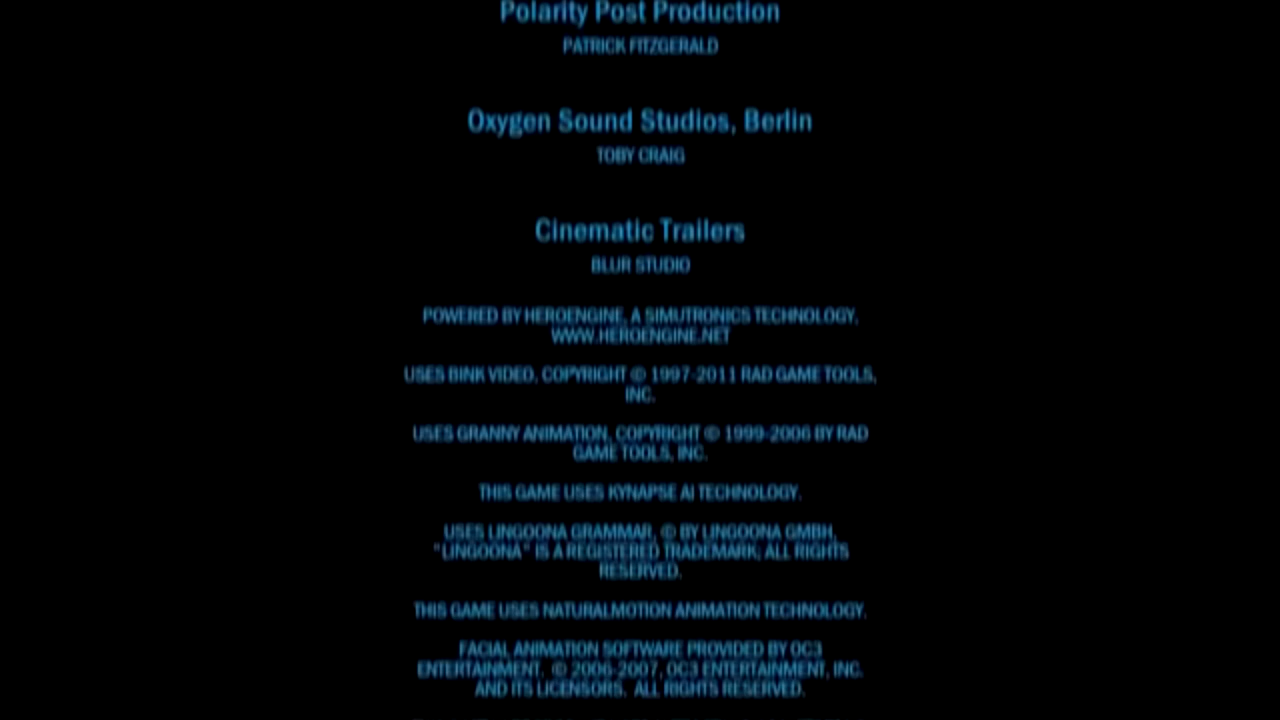 Polarity Post Production
PATRICK FITZGERALD
Oxygen Sound Studios, Berlin
TOBY CRAIG
Cinematic Trailers
BLUR STUDIO
POWERED BY HEROENGINE, A SIMUTRONICS TECHNOLOGY,
WWW.HEROENGINE.NET
USES BINK VIDEO, COPYRIGHT © 1997-2011 RAD GAME TOOLS,
INC.
USES GRANNY ANIMATION, COPYRIGHT © 1999-2006 BY RAD
GAME TOOLS, INC.
THIS GAME USES KYNAPSE AI TECHNOLOGY.
USES LINGOONA GRAMMAR, © BY LINGOONA GMBH,
"LINGOONA" IS A REGISTERED TRADEMARK, ALL RIGHTS
RESERVED.
THIS GAME USES NATURALMOTION ANIMATION TECHNOLOGY.
FACIAL ANIMATION SOFTWARE PROVIDED BY OC3
ENTERTAINMENT. © 2006-2007, OC3 ENTERTAINMENT, INC.
AND ITS LICENSORS. ALL RIGHTS RESERVED.